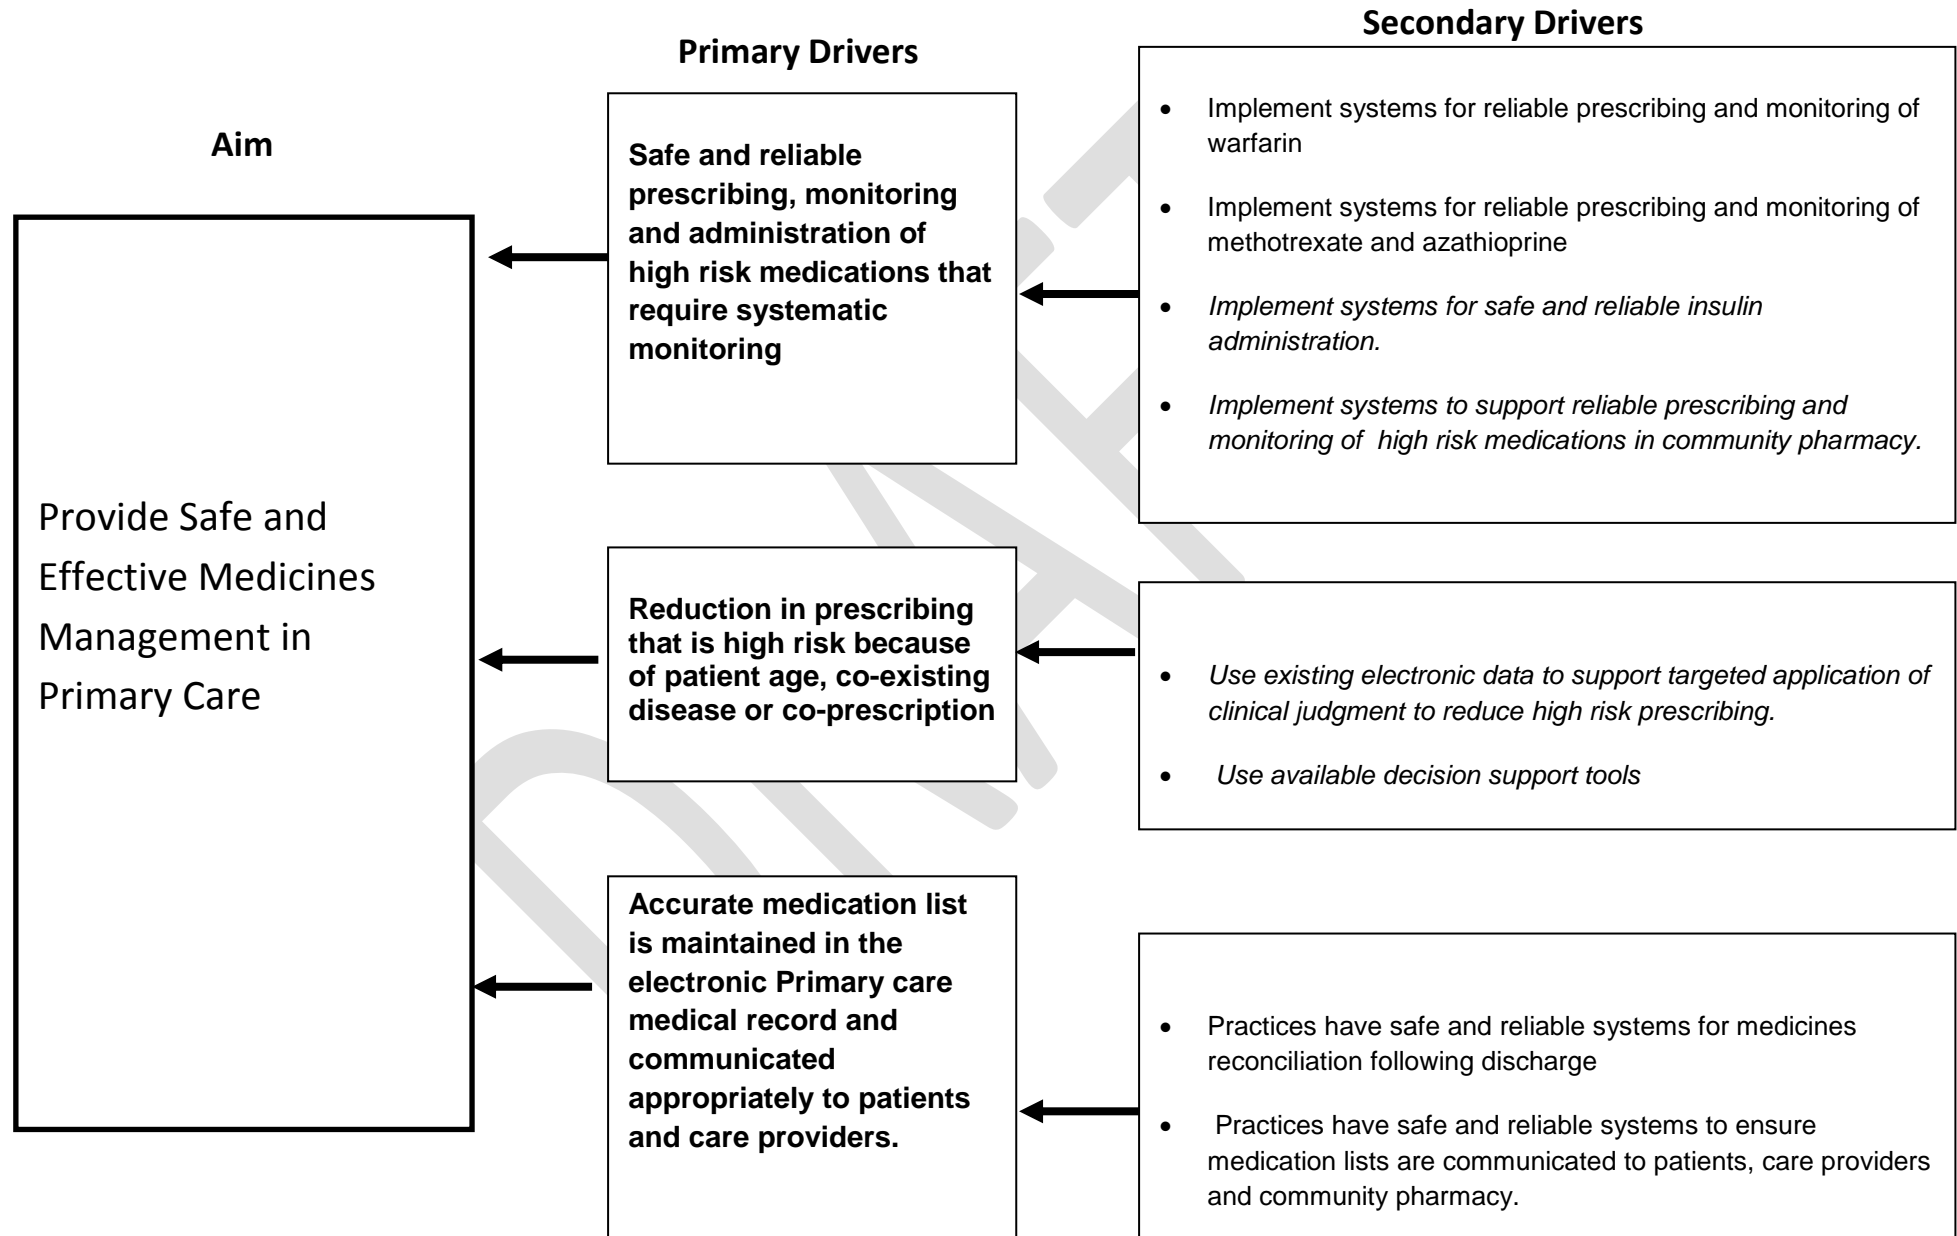 Secondary Drivers
Primary Drivers
Aim
Provide Safe and
Effective Medicines
Management in
Primary Care
Safe and reliable
prescribing, monitoring
and administration of
high risk medications that
require systematic
monitoring
Reduction in prescribing
that is high risk because
of patient age, co-existing
disease or co-prescription
Accurate medication list
is maintained in the
electronic Primary care
medical record and
communicated
appropriately to patients
and care providers.
• Implement systems for reliable prescribing and monitoring of
warfarin
• Implement systems for reliable prescribing and monitoring of
methotrexate and azathioprine
• Implement systems for safe and reliable insulin
administration.
• Implement systems to support reliable prescribing and
monitoring of high risk medications in community pharmacy.
• Use existing electronic data to support targeted application of
clinical judgment to reduce high risk prescribing.
• Use available decision support tools
• Practices have safe and reliable systems for medicines
reconciliation following discharge
• Practices have safe and reliable systems to ensure
medication lists are communicated to patients, care providers
and community pharmacy.
DRAFT